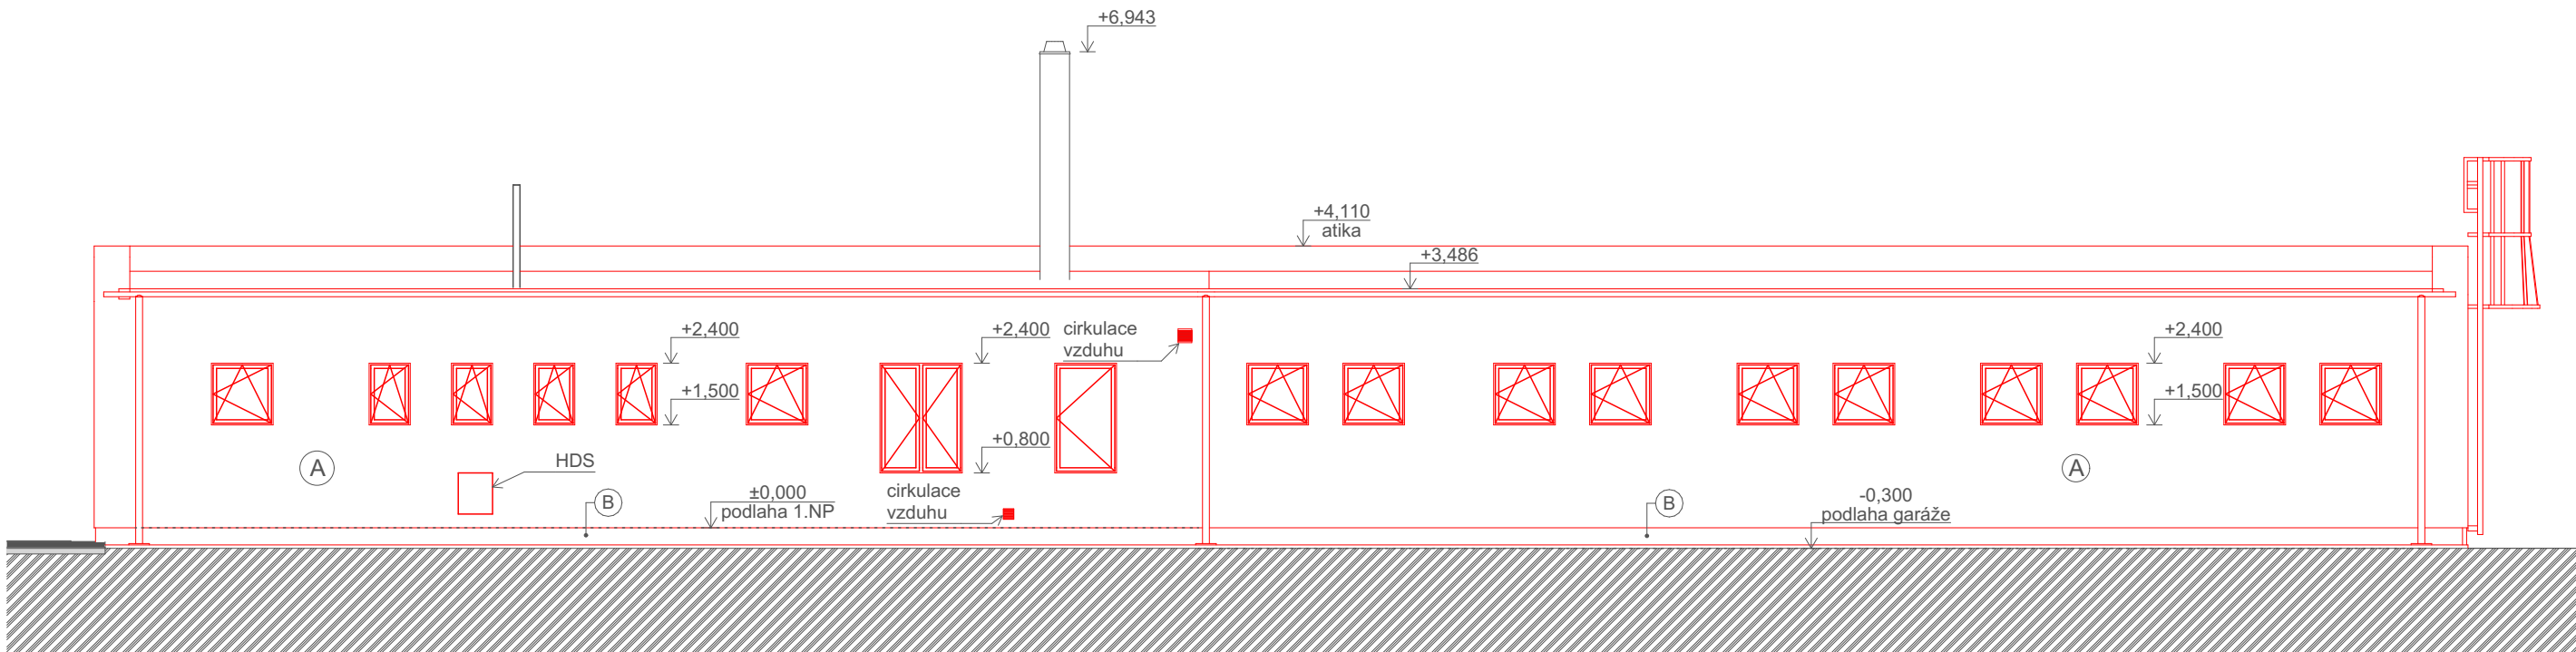 +6,943
+4,110
atika
+3,486
+2,400
+2,400
cirkulace
vzduhu
+2,400
+1,500
+1,500
+0,800
A
HDS
A
B
±0,000
podlaha 1.NP
cirkulace
vzduhu
B
-0,300
podlaha garáže